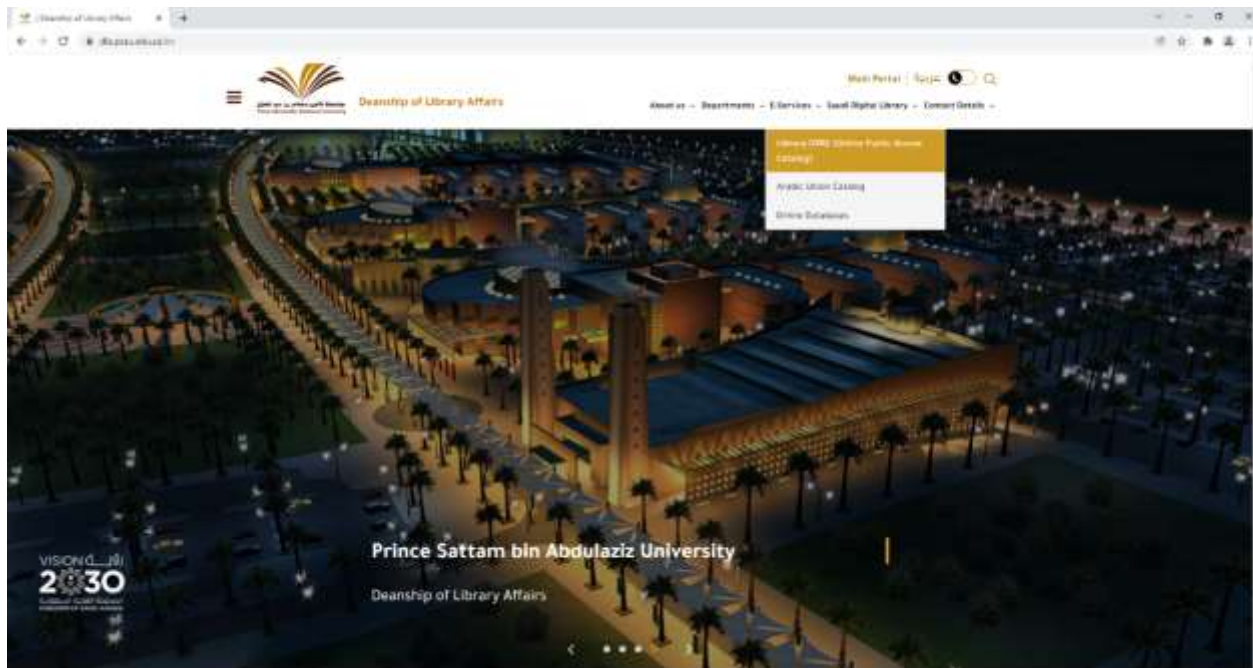 Deanship of Library Affairs
Main Portal
عربية
About us
Departments
E-Services
Saudi Digital Library
Contact Details
Library OPAC (Online Public Access
Catalog)
Arabic Union Catalog
Online Databases
Prince Sattam bin Abdulaziz University
Deanship of Library Affairs
VISION رؤية
2030